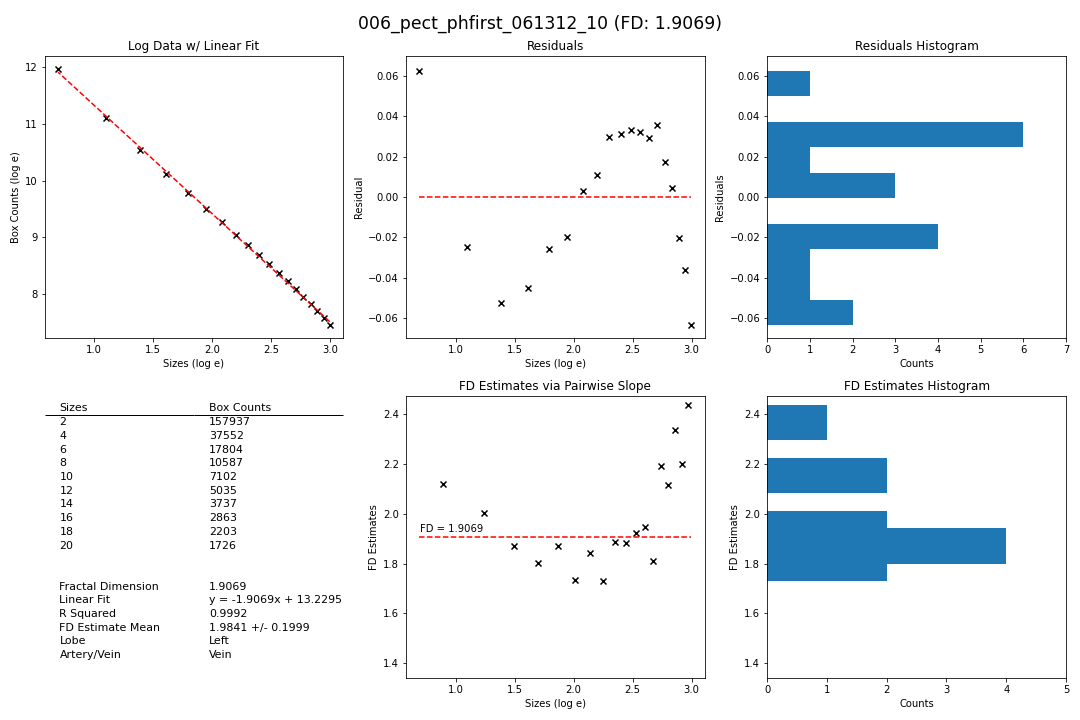 006_pect_phfirst_061312_10 (FD: 1.9069)
Log Data w/ Linear Fit
Box Counts (log e)
12
11
10
9
8
1.0 1.5 2.0 2.5 3.0
Sizes (log e)
Residuals
Residual
0.06
0.04
0.02
0.00
−0.02
−0.04
−0.06
1.0 1.5 2.0 2.5 3.0
Sizes (log e)
Residuals Histogram
Residuals
0.06
0.04
0.02
0.00
−0.02
−0.04
−0.06
0 1 2 3 4 5 6 7
Counts
Sizes Box Counts
2 157937
4 37552
6 17804
8 10587
10 7102
12 5035
14 3737
16 2863
18 2203
20 1726
Fractal Dimension 1.9069
Linear Fit y = -1.9069x + 13.2295
R Squared 0.9992
FD Estimate Mean 1.9841 +/- 0.1999
Lobe Left
Artery/Vein Vein
FD Estimates via Pairwise Slope
FD Estimates
2.4
2.2
2.0
1.8
1.6
1.4
FD = 1.9069
1.0 1.5 2.0 2.5 3.0
Sizes (log e)
FD Estimates Histogram
FD Estimates
2.4
2.2
2.0
1.8
1.6
1.4
0 1 2 3 4 5
Counts